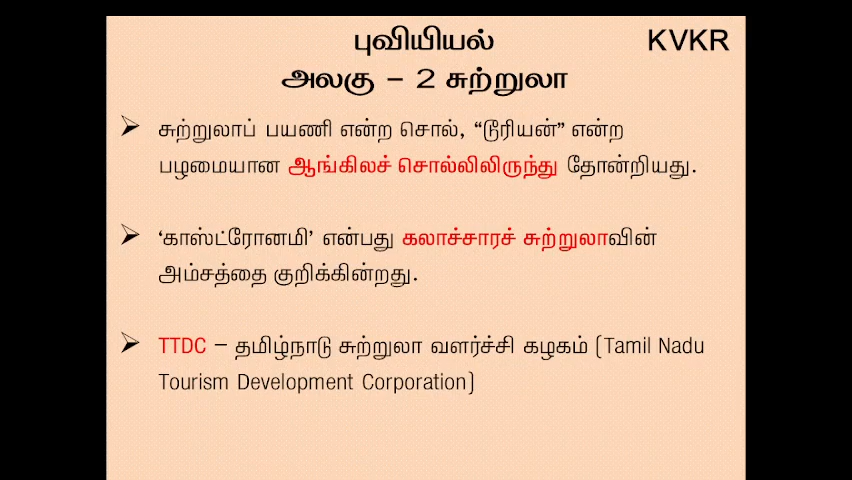 புவியியல்
KVKR
அலகு – 2 சுற்றுலா
➢ சுற்றுலாப் பயணி என்ற சொல், “டூரியன்” என்ற
பழமையான ஆங்கிலச் சொல்லிலிருந்து தோன்றியது.
➢ ‘காஸ்ட்ரோனமி’ என்பது கலாச்சாரச் சுற்றுலாவின்
அம்சத்தை குறிக்கின்றது.
➢ TTDC – தமிழ்நாடு சுற்றுலா வளர்ச்சி கழகம் (Tamil Nadu
Tourism Development Corporation)